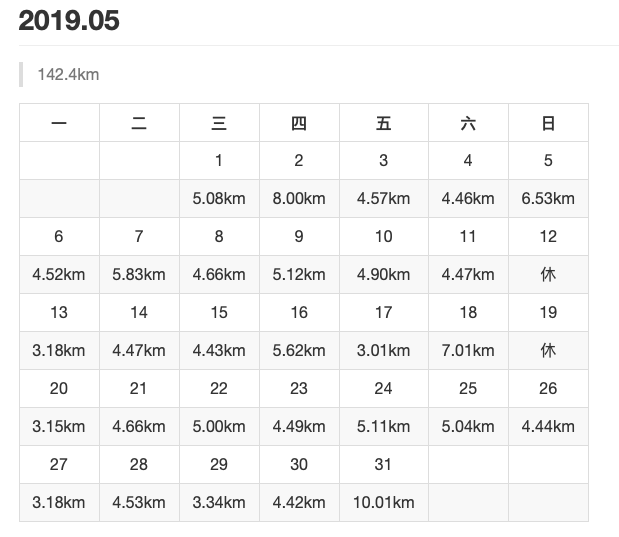 2019.05
142.4km
一 二 三 四 五 六 日
1 2 3 4 5
5.08km 8.00km 4.57km 4.46km 6.53km
6 7 8 9 10 11 12
4.52km 5.83km 4.66km 5.12km 4.90km 4.47km 休
13 14 15 16 17 18 19
3.18km 4.47km 4.43km 5.62km 3.01km 7.01km 休
20 21 22 23 24 25 26
3.15km 4.66km 5.00km 4.49km 5.11km 5.04km 4.44km
27 28 29 30 31
3.18km 4.53km 3.34km 4.42km 10.01km